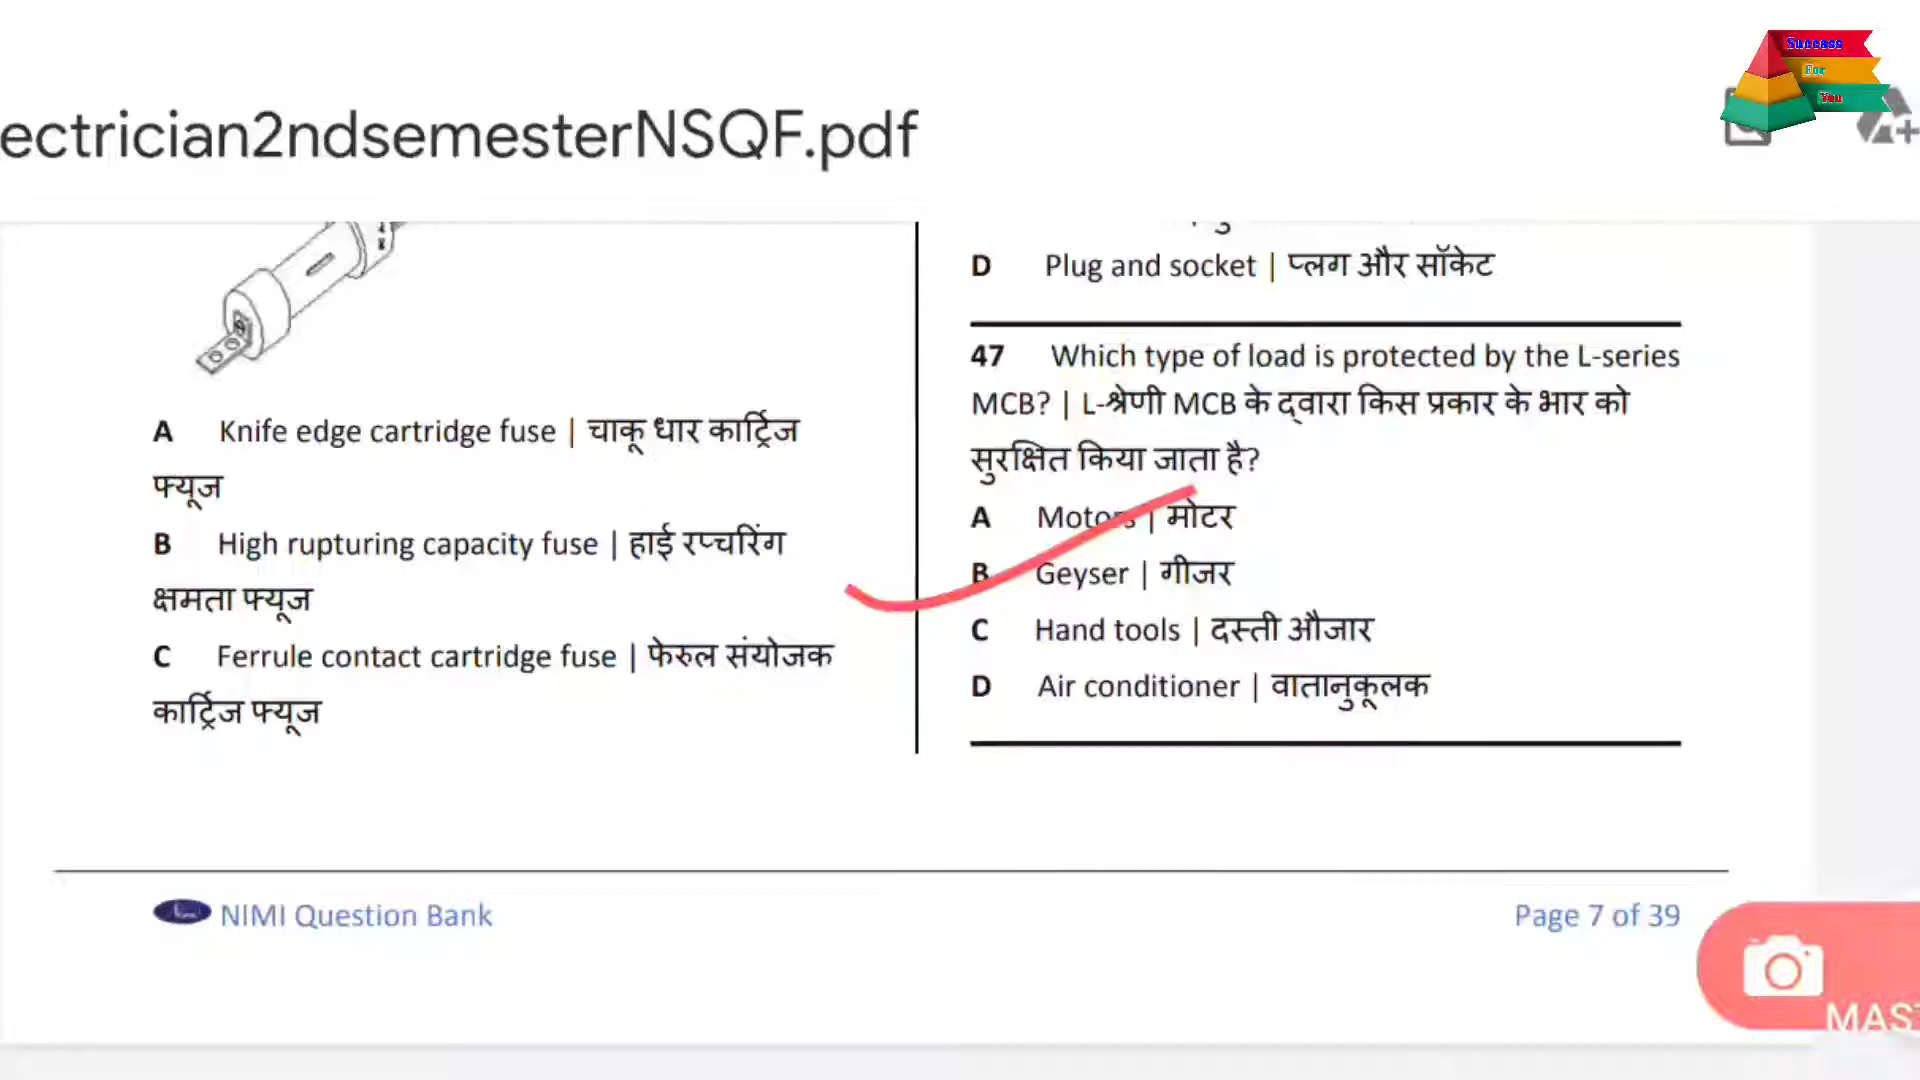 Success
For
You
ectrician2ndsemesterNSQF.pdf
A Knife edge cartridge fuse | चाकू धार कार्ट्रिज
फ्यूज
B High rupturing capacity fuse | हाई रप्चरिंग
क्षमता फ्यूज
C Ferrule contact cartridge fuse | फेरुल संयोजक
कार्ट्रिज फ्यूज
D Plug and socket | प्लग और सॉकेट
47 Which type of load is protected by the L-series
MCB? | L-श्रेणी MCB के द्वारा किस प्रकार के भार को
सुरक्षित किया जाता है?
A Motors | मोटर
B Geyser | गीजर
C Hand tools | दस्ती औजार
D Air conditioner | वातानुकूलक
NIMI Question Bank
Page 7 of 39
MAST